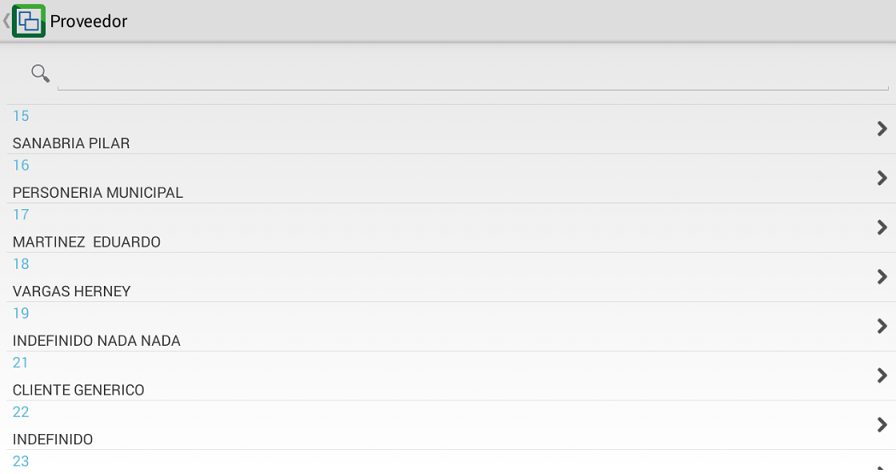 Proveedor
15
SANABRIA PILAR
16
PERSONERIA MUNICIPAL
17
MARTINEZ  EDUARDO
18
VARGAS HERNEY
19
INDEFINIDO NADA NADA
21
CLIENTE GENERICO
22
INDEFINIDO
23